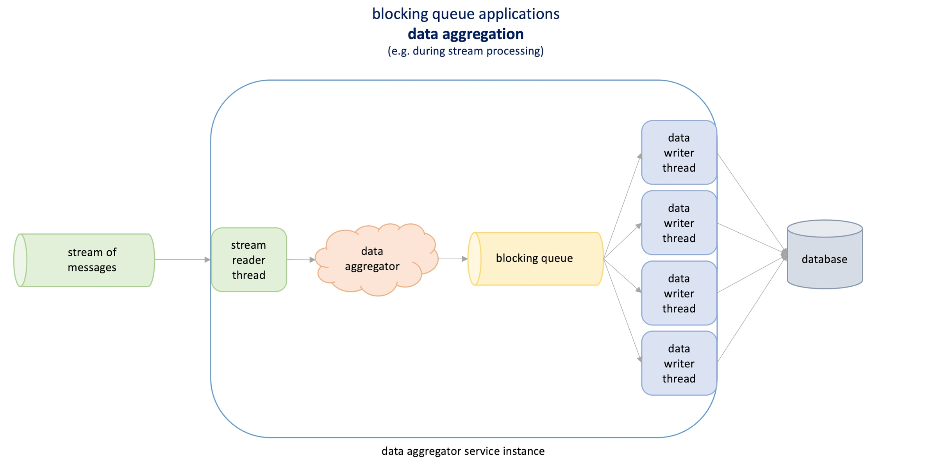 blocking queue applications
data aggregation
(e.g. during stream processing)
stream of
messages
stream
reader
thread
data
aggregator
blocking queue
data
writer
thread
data
writer
thread
data
writer
thread
data
writer
thread
database
data aggregator service instance